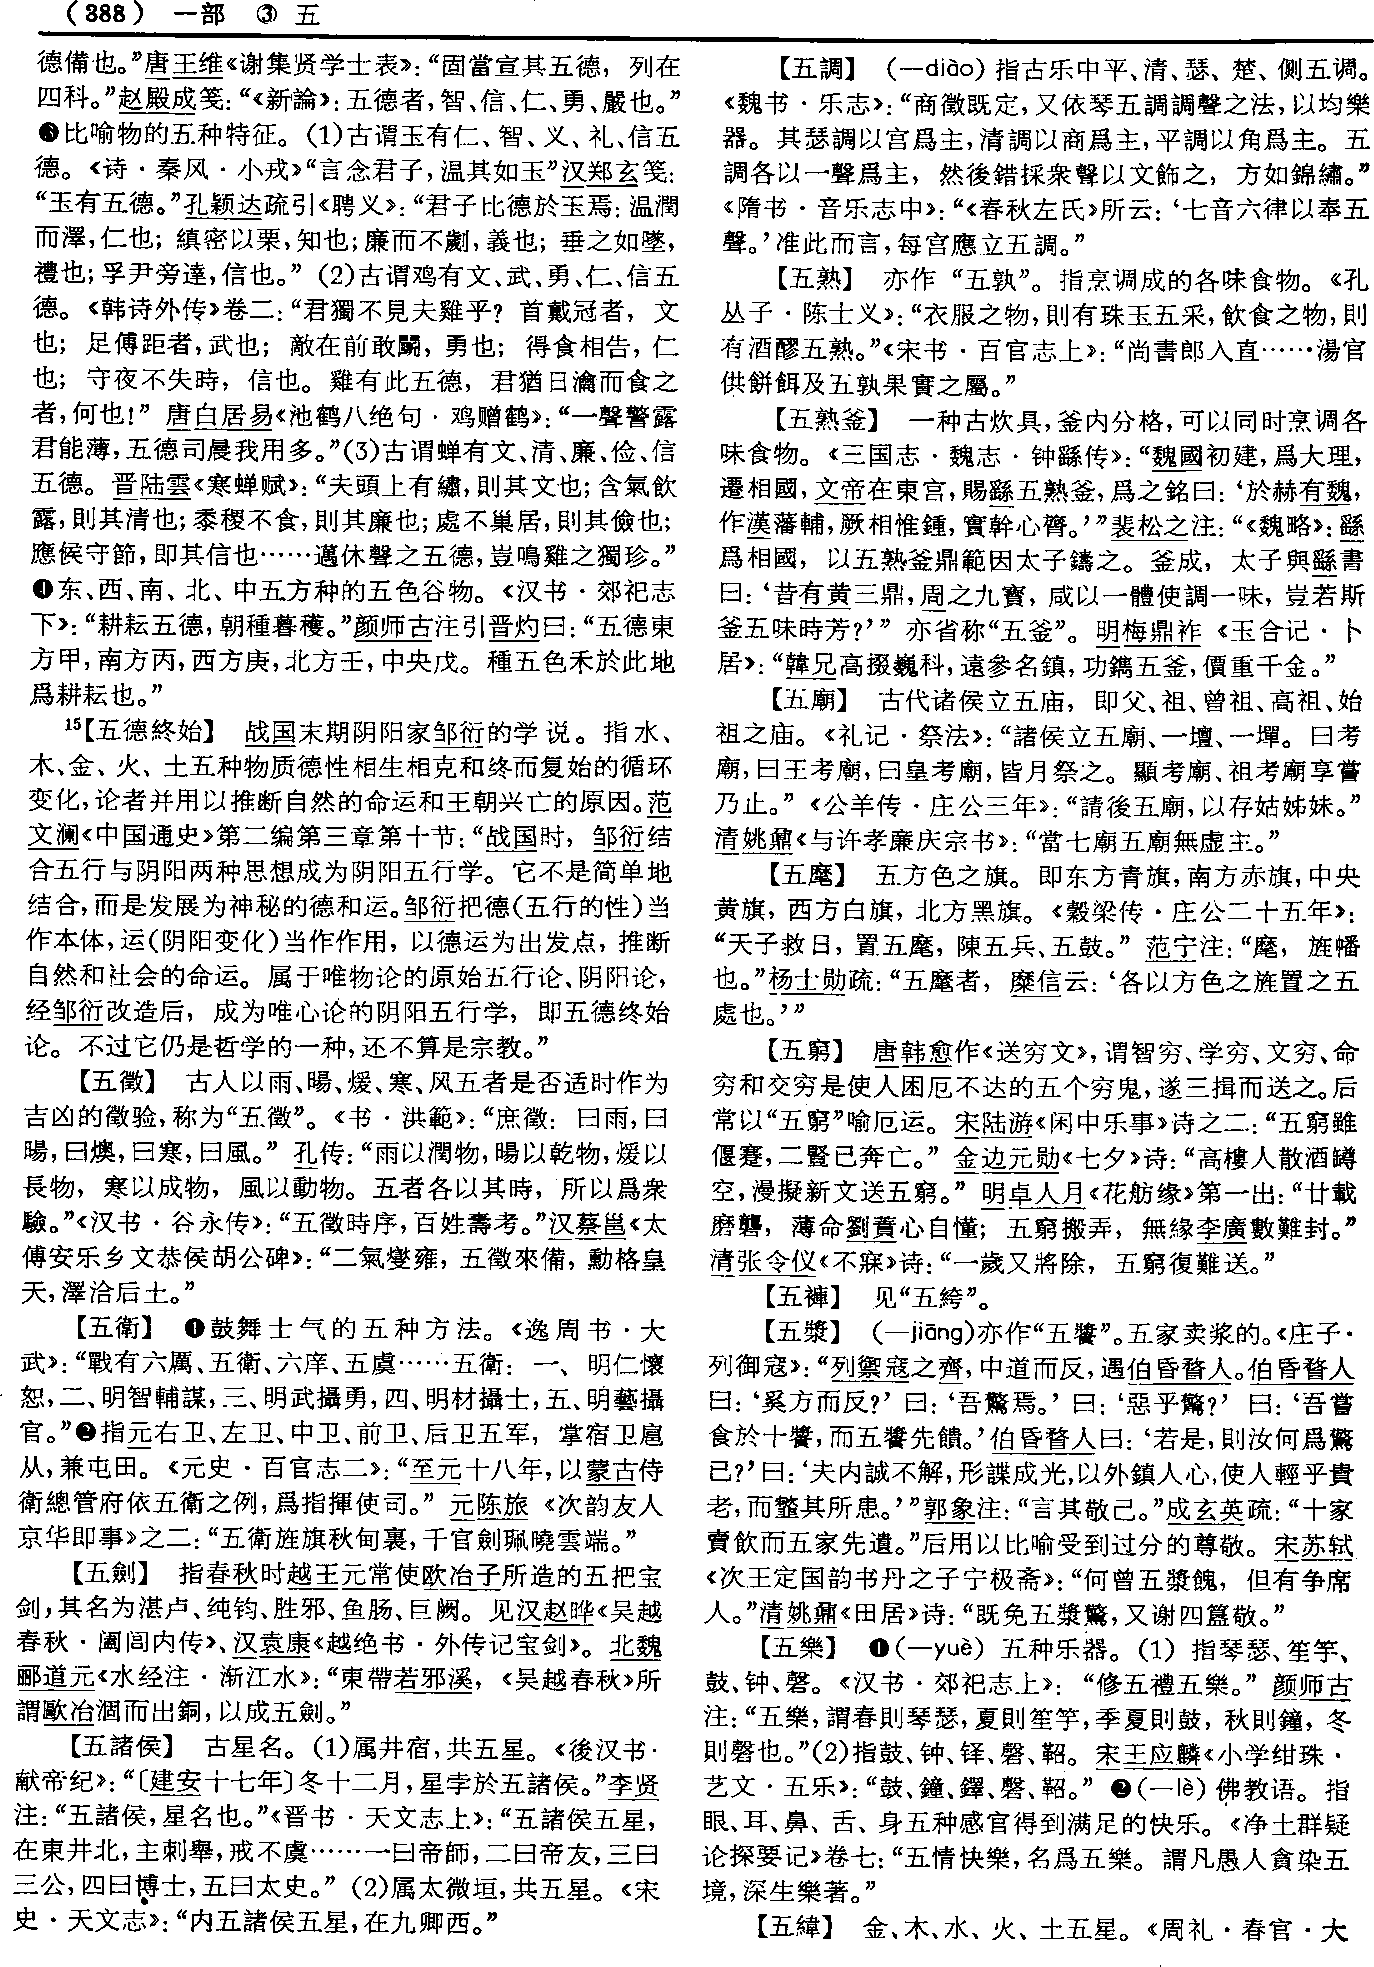 （388） 一部 ③ 五
德備也。”唐王维《谢集贤学士表》：“固當宣其五德，列在
四科。”赵殿成笺：“《新論》：五德者，智、信、仁、勇、嚴也。”
❸比喻物的五种特征。（1）古谓玉有仁、智、义、礼、信五
德。《诗·秦风·小戎》“言念君子，温其如玉”汉郑玄笺：
“玉有五德。”孔颖达疏引《聘义》：“君子比德於玉焉：温潤
而澤，仁也；縝密以栗，知也；廉而不劌，義也；垂之如墜，
禮也；孚尹旁達，信也。”（2）古谓鸡有文、武、勇、仁、信五
德。《韩诗外传》卷二：“君獨不見夫雞乎？首戴冠者，文
也；足傅距者，武也；敵在前敢鬭，勇也；得食相告，仁
也；守夜不失時，信也。雞有此五德，君猶日瀹而食之
者，何也！”唐白居易《池鹤八绝句·鸡赠鹤》：“一聲警露
君能薄，五德司晨我用多。”（3）古谓蝉有文、清、廉、俭、信
五德。晋陆雲《寒蝉赋》：“夫頭上有繡，則其文也；含氣飲
露，則其清也；黍稷不食，則其廉也；處不巢居，則其儉也；
應候守節，即其信也……邁休聲之五德，豈鳴雞之獨珍。”
❹东、西、南、北、中五方种的五色谷物。《汉书·郊祀志
下》：“耕耘五德，朝種暮穫。”颜师古注引晋灼曰：“五德東
方甲，南方丙，西方庚，北方壬，中央戊。種五色禾於此地
爲耕耘也。”
15【五德終始】 战国末期阴阳家邹衍的学说。指水、
木、金、火、土五种物质德性相生相克和终而复始的循环
变化，论者并用以推断自然的命运和王朝兴亡的原因。范
文澜《中国通史》第二编第三章第十节：“战国时，邹衍结
合五行与阴阳两种思想成为阴阳五行学。它不是简单地
结合，而是发展为神秘的德和运。邹衍把德（五行的性）当
作本体，运（阴阳变化）当作作用，以德运为出发点，推断
自然和社会的命运。属于唯物论的原始五行论、阴阳论，
经邹衍改造后，成为唯心论的阴阳五行学，即五德终始
论。不过它仍是哲学的一种，还不算是宗教。”
【五徵】 古人以雨、暘、煖、寒、风五者是否适时作为
吉凶的徵验，称为“五徵”。《书·洪範》：“庶徵：曰雨，曰
暘，曰燠，曰寒，曰風。”孔传：“雨以潤物，暘以乾物，煖以
長物，寒以成物，風以動物。五者各以其時，所以爲衆
驗。”《汉书·谷永传》：“五徵時序，百姓壽考。”汉蔡邕《太
傅安乐乡文恭侯胡公碑》：“二氣燮雍，五徵來備，勳格皇
天，澤洽后土。”
【五衛】 ❶鼓舞士气的五种方法。《逸周书·大
武》：“戰有六厲、五衛、六庠、五虞……五衛：一、明仁懷
恕，二、明智輔謀，三、明武攝勇，四、明材攝士，五、明藝攝
官。”❷指元右卫、左卫、中卫、前卫、后卫五军，掌宿卫扈
从，兼屯田。《元史·百官志二》：“至元十八年，以蒙古侍
衛總管府依五衛之例，爲指揮使司。”元陈旅《次韵友人
京华即事》之二：“五衛旌旗秋甸裏，千官劍珮曉雲端。”
【五劍】 指春秋时越王元常使欧冶子所造的五把宝
剑，其名为湛卢、纯钧、胜邪、鱼肠、巨阙。见汉赵晔《吴越
春秋·阖闾内传》、汉袁康《越绝书·外传记宝剑》。北魏
郦道元《水经注·渐江水》：“東帶若邪溪，《吴越春秋》所
謂歐冶涸而出銅，以成五劍。”
【五諸侯】 古星名。（1）属井宿，共五星。《後汉书·
献帝纪》：“〔建安十七年〕冬十二月，星孛於五諸侯。”李贤
注：“五諸侯，星名也。”《晋书·天文志上》：“五諸侯五星，
在東井北，主刺舉，戒不虞……一曰帝師，二曰帝友，三曰
三公，四曰博士，五曰太史。”（2）属太微垣，共五星。《宋
史·天文志》：“内五諸侯五星，在九卿西。”
【五調】 （—diào）指古乐中平、清、瑟、楚、侧五调。
《魏书·乐志》：“商徵既定，又依琴五調調聲之法，以均樂
器。其瑟調以宫爲主，清調以商爲主，平調以角爲主。五
調各以一聲爲主，然後錯採衆聲以文飾之，方如錦繡。”
《隋书·音乐志中》：“《春秋左氏》所云：‘七音六律以奉五
聲。’准此而言，每宫應立五調。”
【五熟】 亦作“五孰”。指烹调成的各味食物。《孔
丛子·陈士义》：“衣服之物，則有珠玉五采，飲食之物，則
有酒醪五熟。”《宋书·百官志上》：“尚書郎入直……湯官
供餅餌及五孰果實之屬。”
【五熟釜】 一种古炊具，釜内分格，可以同时烹调各
味食物。《三国志·魏志·钟繇传》：“魏國初建，爲大理，
遷相國，文帝在東宫，賜繇五熟釜，爲之銘曰：‘於赫有魏，
作漢藩輔，厥相惟鍾，實幹心膂。’”裴松之注：“《魏略》：繇
爲相國，以五熟釜鼎範因太子鑄之。釜成，太子與繇書
曰：‘昔有黄三鼎，周之九寶，咸以一體使調一味，豈若斯
釜五味時芳？’”亦省称“五釜”。明梅鼎祚《玉合记·卜
居》：“韓兄高掇巍科，遠參名鎮，功鐫五釜，價重千金。”
【五廟】 古代诸侯立五庙，即父、祖、曾祖、高祖、始
祖之庙。《礼记·祭法》：“諸侯立五廟、一壇、一墠。曰考
廟，曰王考廟，曰皇考廟，皆月祭之。顯考廟、祖考廟享嘗
乃止。”《公羊传·庄公三年》：“請後五廟，以存姑姊妹。”
清姚鼐《与许孝廉庆宗书》：“當七廟五廟無虚主。”
【五麾】 五方色之旗。即东方青旗，南方赤旗，中央
黄旗，西方白旗，北方黑旗。《穀梁传·庄公二十五年》：
“天子救日，置五麾，陳五兵、五鼓。”范宁注：“麾，旌幡
也。”杨士勋疏：“五麾者，糜信云：‘各以方色之旌置之五
處也。’”
【五窮】 唐韩愈作《送穷文》，谓智穷、学穷、文穷、命
穷和交穷是使人困厄不达的五个穷鬼，遂三揖而送之。后
常以“五窮”喻厄运。宋陆游《闲中乐事》诗之二：“五窮雖
偃蹇，二豎已奔亡。”金边元勋《七夕》诗：“高樓人散酒罇
空，漫擬新文送五窮。”明卓人月《花舫缘》第一出：“廿載
磨礱，薄命劉蕡心自懂；五窮搬弄，無緣李廣數難封。”
清张令仪《不寐》诗：“一歲又將除，五窮復難送。”
【五褲】 见“五絝”。
【五漿】 （—jiāng）亦作“五饗”。五家卖浆的。《庄子·
列御寇》：“列禦寇之齊，中道而反，遇伯昏瞀人。伯昏瞀人
曰：‘奚方而反？’曰：‘吾驚焉。’曰：‘惡乎驚？’曰：‘吾嘗
食於十饗，而五饗先饋。’伯昏瞀人曰：‘若是，則汝何爲驚
已？’曰：‘夫内誠不解，形諜成光，以外鎮人心，使人輕乎貴
老，而𩐎其所患。’”郭象注：“言其敬己。”成玄英疏：“十家
賣飲而五家先遺。”后用以比喻受到过分的尊敬。宋苏轼
《次王定国韵书丹之子宁极斋》：“何曾五漿餽，但有争席
人。”清姚鼐《田居》诗：“既免五漿驚，又谢四簋敬。”
【五樂】 ❶（—yuè）五种乐器。（1）指琴瑟、笙竽、
鼓、钟、磬。《汉书·郊祀志上》：“修五禮五樂。”颜师古
注：“五樂，謂春則琴瑟，夏則笙竽，季夏則鼓，秋則鐘，冬
則磬也。”（2）指鼓、钟、铎、磬、鞀。宋王应麟《小学绀珠·
艺文·五乐》：“鼓、鐘、鐸、磬、鞀。”❷（—lè）佛教语。指
眼、耳、鼻、舌、身五种感官得到满足的快乐。《净土群疑
论探要记》卷七：“五情快樂，名爲五樂。謂凡愚人貪染五
境，深生樂著。”
【五緯】 金、木、水、火、土五星。《周礼·春官·大